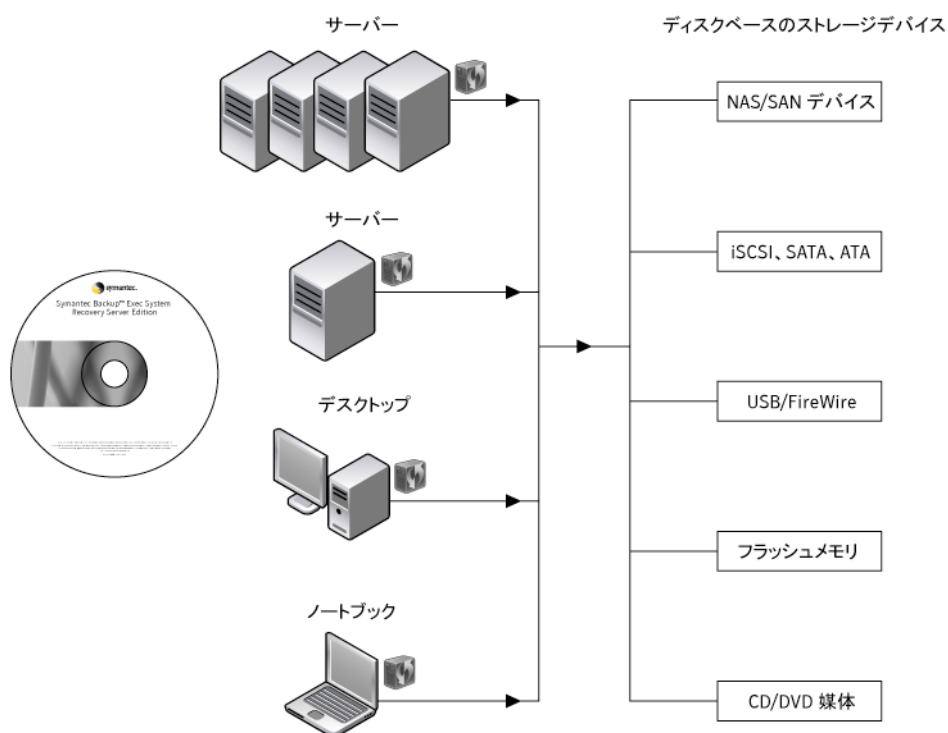 サーバー
ディスクベースのストレージデバイス
NAS/SAN デバイス
サーバー
iSCSI、SATA、ATA
symantec.
Symantec Backup™ Exec System
Recovery Server Edition
デスクトップ
USB/FireWire
フラッシュメモリ
ノートブック
CD/DVD 媒体